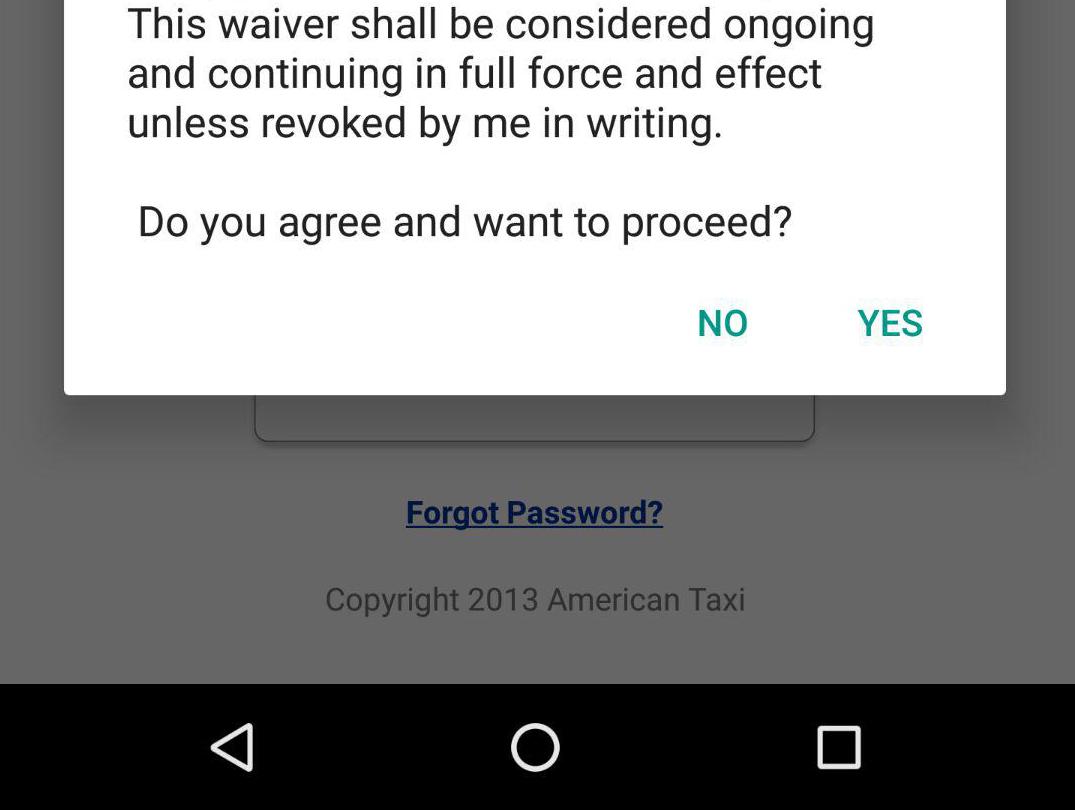 This waiver shall be considered ongoing
and continuing in full force and effect
unless revoked by me in writing.
Do you agree and want to proceed?
NO YES
Forgot Password?
Copyright 2013 American Taxi